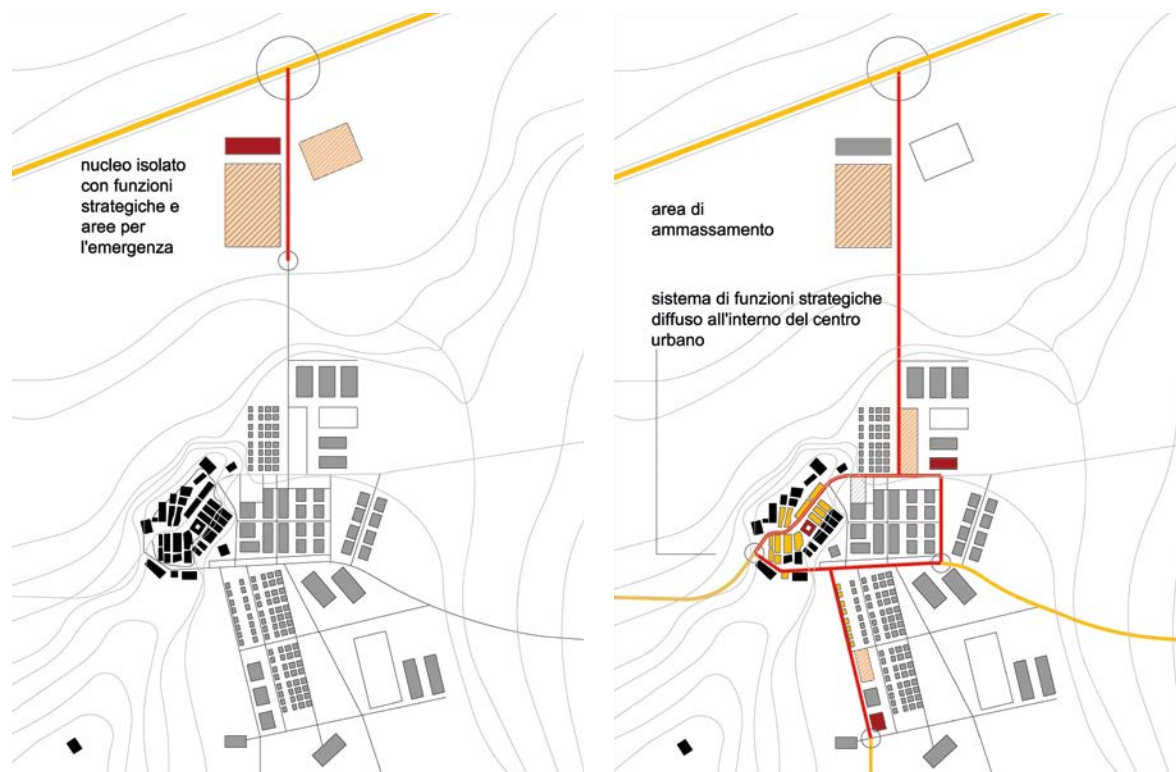 nucleo isolato
con funzioni
strategiche e
aree per
l'emergenza
area di
ammassamento
sistema di funzioni strategiche
diffuso all'interno del centro
urbano